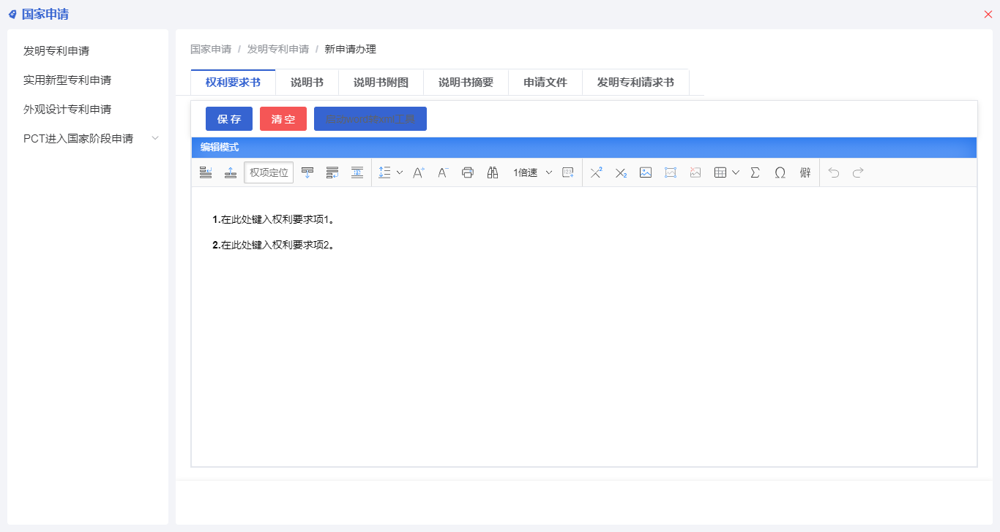 国家申请
发明专利申请
实用新型专利申请
外观设计专利申请
PCT进入国家阶段申请
国家申请 / 发明专利申请 / 新申请办理
权利要求书 说明书 说明书附图 说明书摘要 申请文件 发明专利请求书
保存 清空
编辑模式
权项定位 1倍速
1.在此处键入权利要求项1。
2.在此处键入权利要求项2。